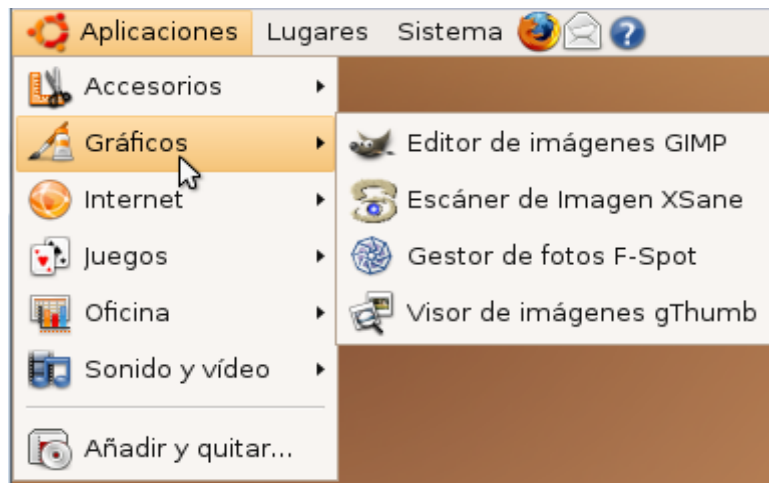 Aplicaciones Lugares Sistema
Accesorios
Gráficos
Internet
Juegos
Oficina
Sonido y vídeo
Añadir y quitar...
Editor de imágenes GIMP
Escáner de Imagen XSane
Gestor de fotos F-Spot
Visor de imágenes gThumb